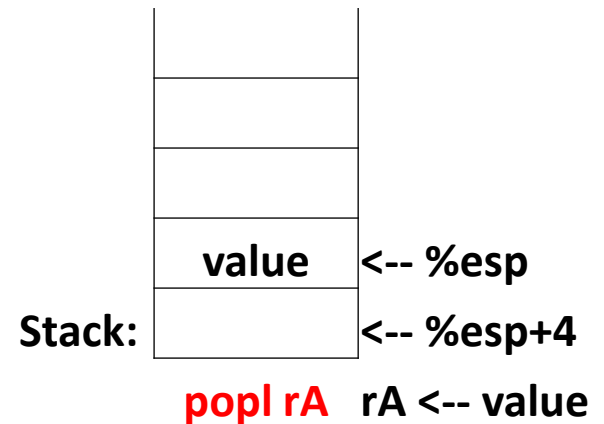 value <-- %esp
Stack: <-- %esp+4
popl rA rA <-- value